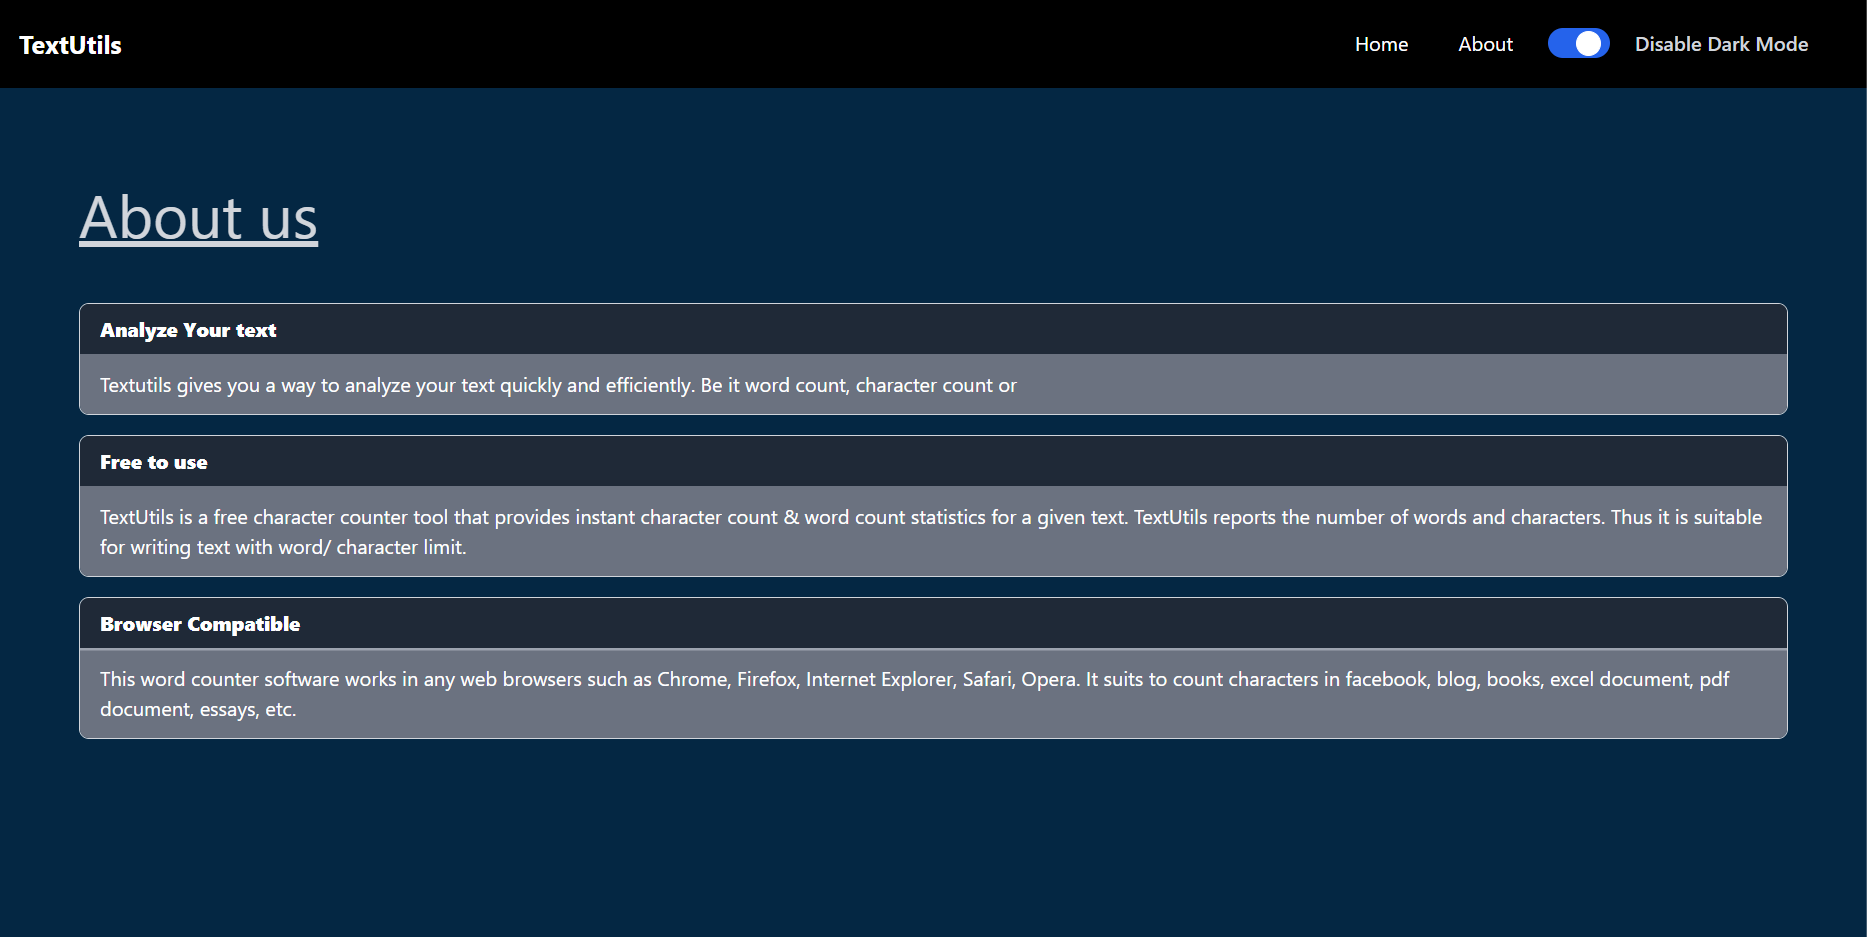 TextUtils
Home
About
Disable Dark Mode
About us
Analyze Your text
Textutils gives you a way to analyze your text quickly and efficiently. Be it word count, character count or
Free to use
TextUtils is a free character counter tool that provides instant character count & word count statistics for a given text. TextUtils reports the number of words and characters. Thus it is suitable
for writing text with word/ character limit.
Browser Compatible
This word counter software works in any web browsers such as Chrome, Firefox, Internet Explorer, Safari, Opera. It suits to count characters in facebook, blog, books, excel document, pdf
document, essays, etc.